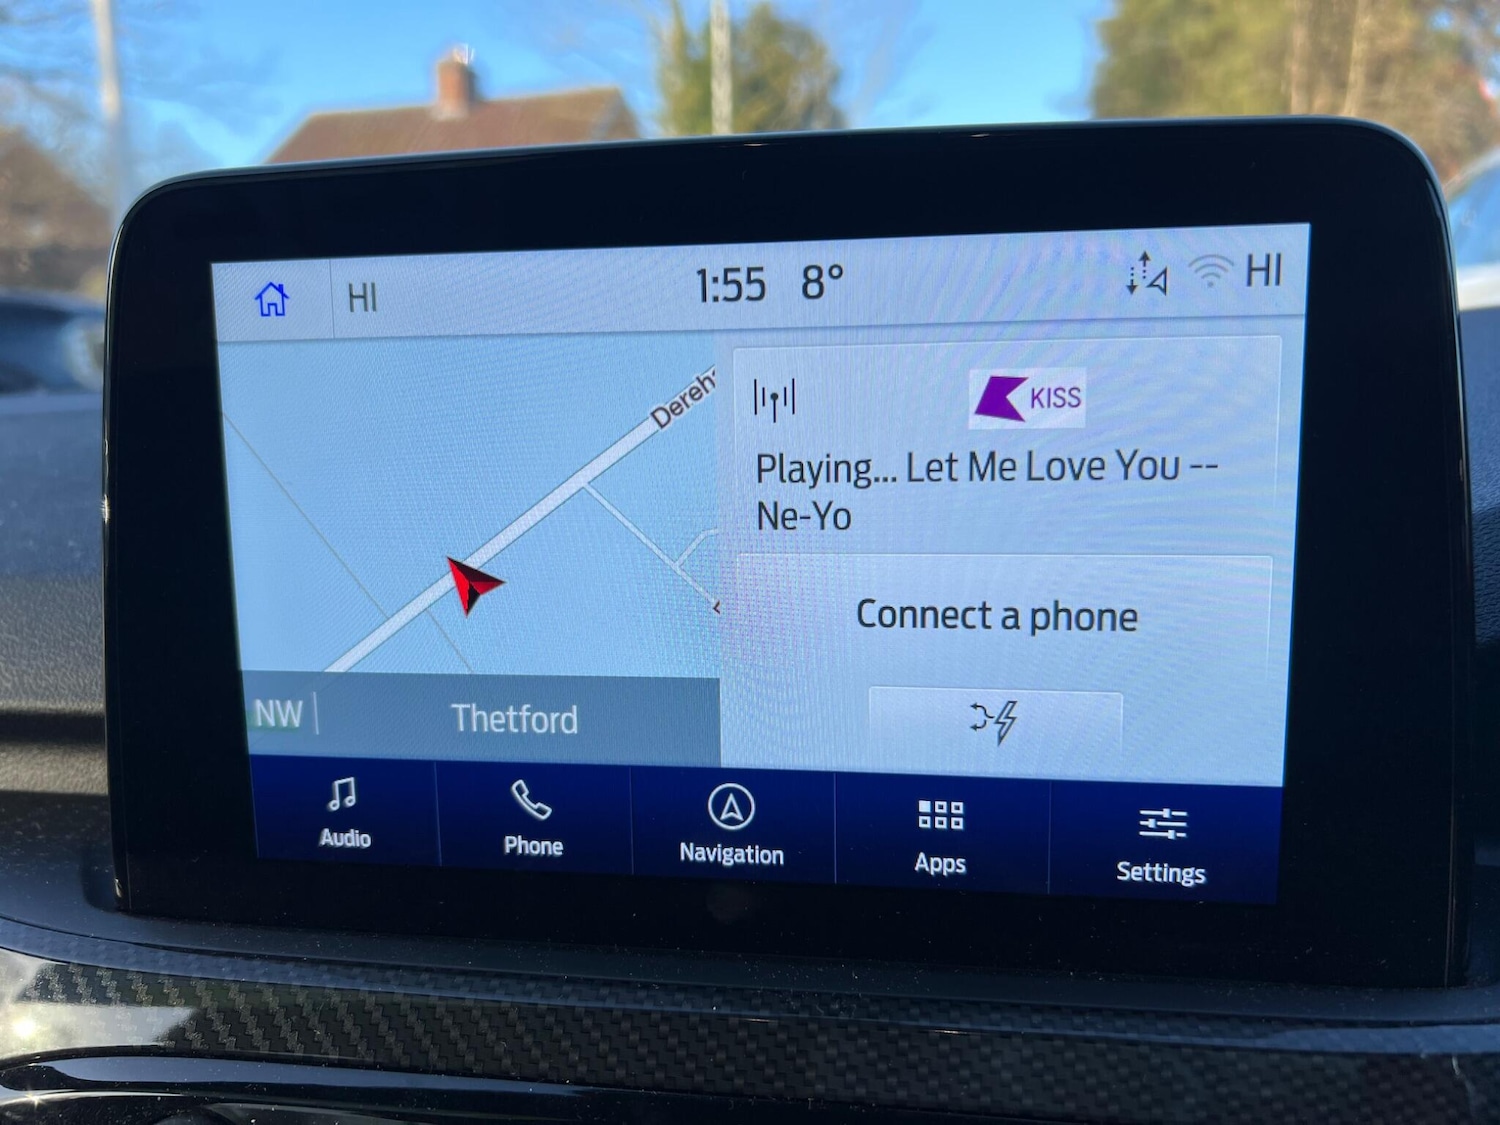 HI
1:55 8°
HI
Dereh
KISS
Playing... Let Me Love You --
Ne-Yo
Connect a phone
NW
Thetford
Audio
Phone
Navigation
Apps
Settings